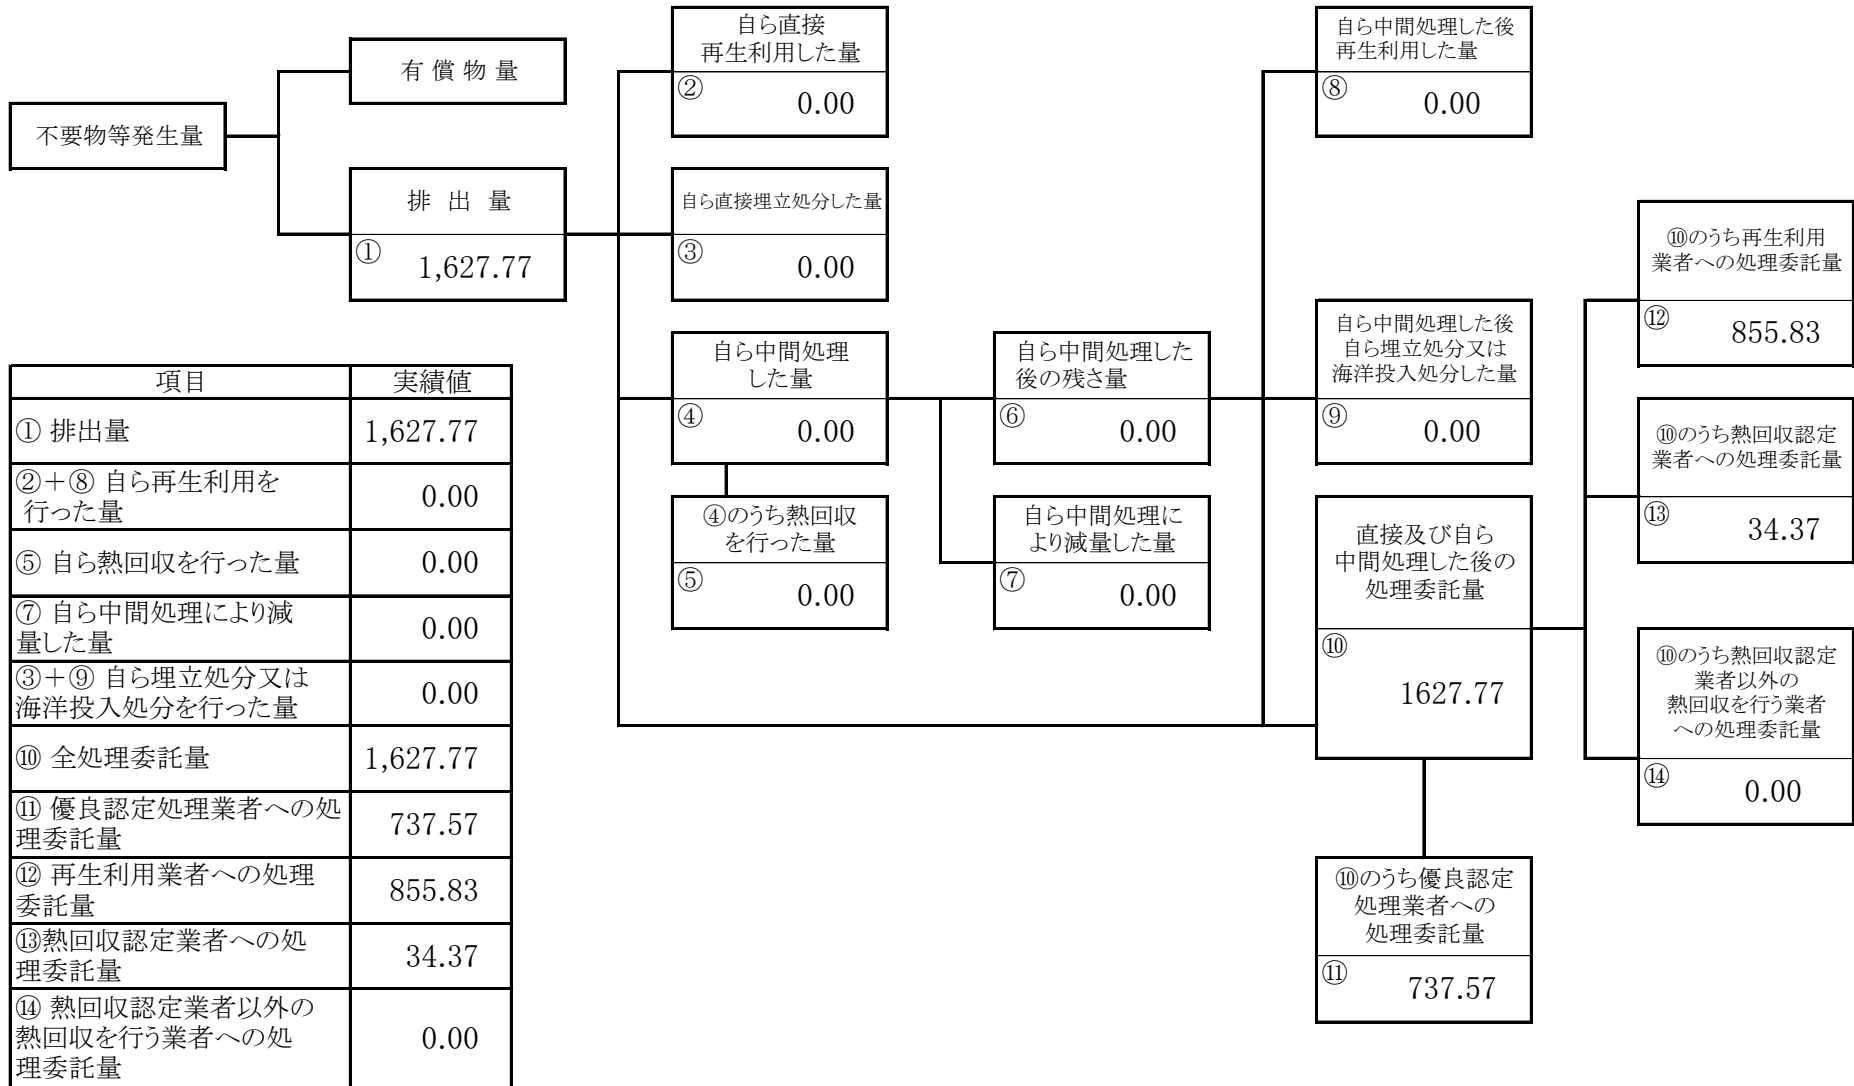 不要物等発生量
有 償 物 量
排 出 量
① 1,627.77
自ら直接
再生利用した量
② 0.00
自ら直接埋立処分した量
③ 0.00
自ら中間処理
した量
④ 0.00
④のうち熱回収
を行った量
⑤ 0.00
自ら中間処理した
後の残さ量
⑥ 0.00
自ら中間処理に
より減量した量
⑦ 0.00
自ら中間処理した後
再生利用した量
⑧ 0.00
自ら中間処理した後
自ら埋立処分又は
海洋投入処分した量
⑨ 0.00
直接及び自ら
中間処理した後の
処理委託量
⑩
1627.77
⑩のうち優良認定
処理業者への
処理委託量
⑪ 737.57
⑩のうち再生利用
業者への処理委託量
⑫ 855.83
⑩のうち熱回収認定
業者への処理委託量
⑬ 34.37
⑩のうち熱回収認定
業者以外の
熱回収を行う業者
への処理委託量
⑭ 0.00
項目 実績値
① 排出量 1,627.77
②+⑧ 自ら再生利用を
行った量 0.00
⑤ 自ら熱回収を行った量 0.00
⑦ 自ら中間処理により減
量した量 0.00
③+⑨ 自ら埋立処分又は
海洋投入処分を行った量 0.00
⑩ 全処理委託量 1,627.77
⑪ 優良認定処理業者への処
理委託量 737.57
⑫ 再生利用業者への処理
委託量 855.83
⑬熱回収認定業者への処
理委託量 34.37
⑭ 熱回収認定業者以外の
熱回収を行う業者への処
理委託量 0.00